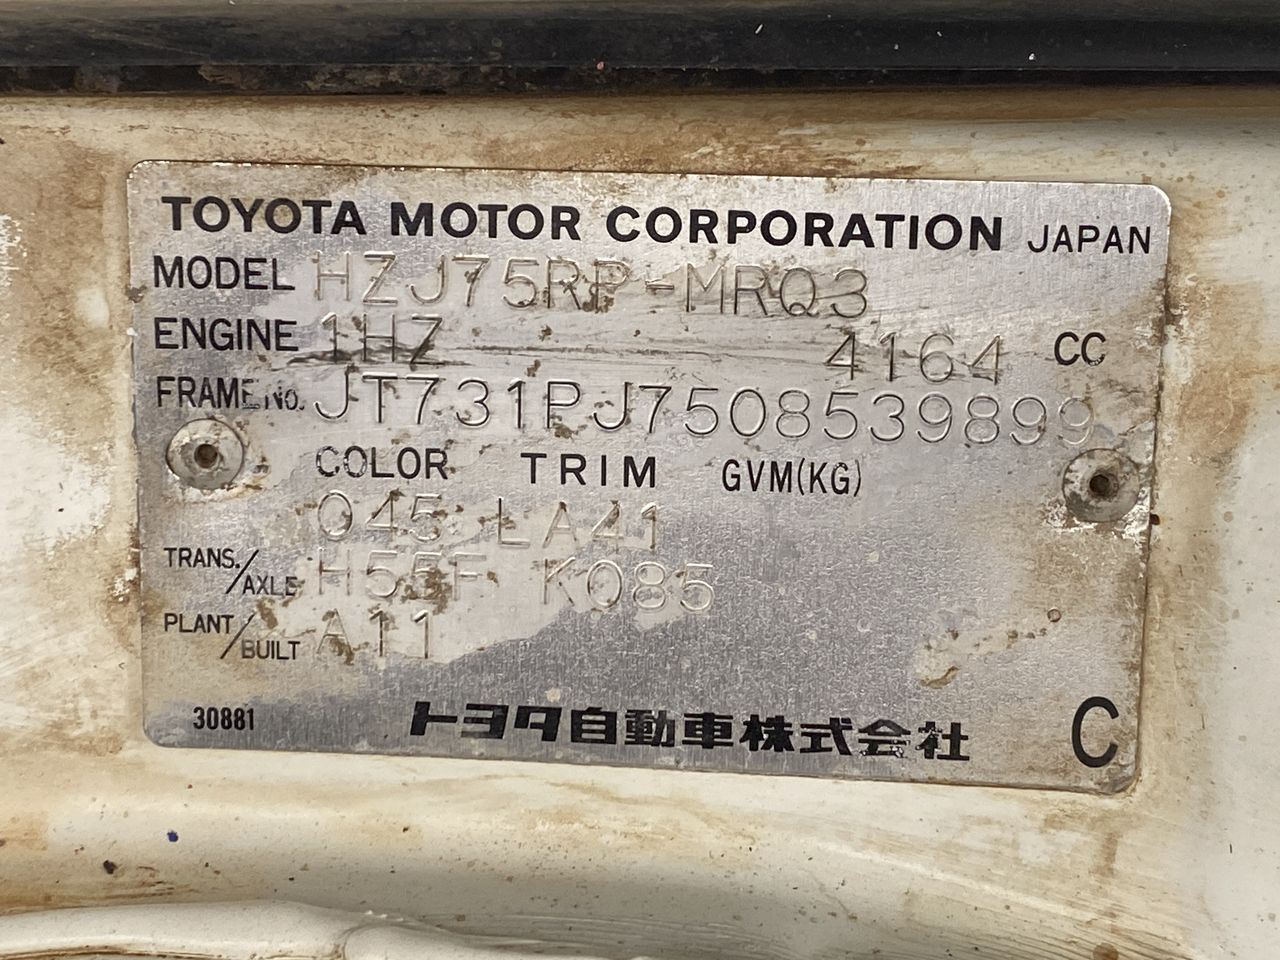 TOYOTA MOTOR CORPORATION JAPAN
MODEL HZJ75RP-MRQ3
ENGINE 1HZ 4164 CC
FRAME No. JT731PJ7508539899
COLOR TRIM GVM(KG)
045 LA41
TRANS./AXLE H55F K085
PLANT/BUILT A11
30881 トヨタ自動車株式会社 C